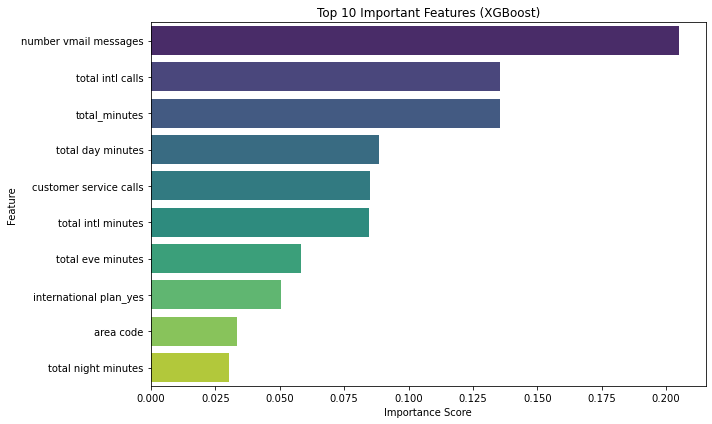 Top 10 Important Features (XGBoost)
number vmail messages
total intl calls
total_minutes
total day minutes
customer service calls
total intl minutes
total eve minutes
international plan_yes
area code
total night minutes
Feature
0.000 0.025 0.050 0.075 0.100 0.125 0.150 0.175 0.200
Importance Score